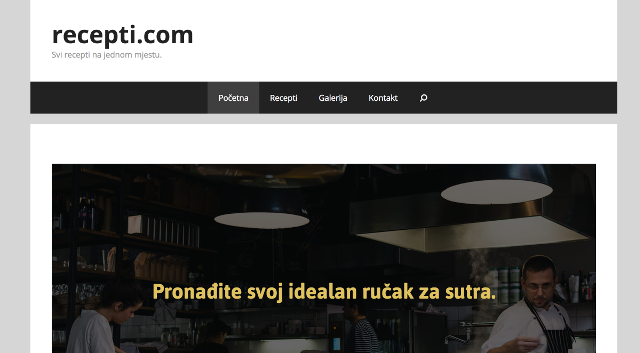 recepti.com
Svi recepti na jednom mjestu.
Početna Recepti Galerija Kontakt
Pronađite svoj idealan ručak za sutra.